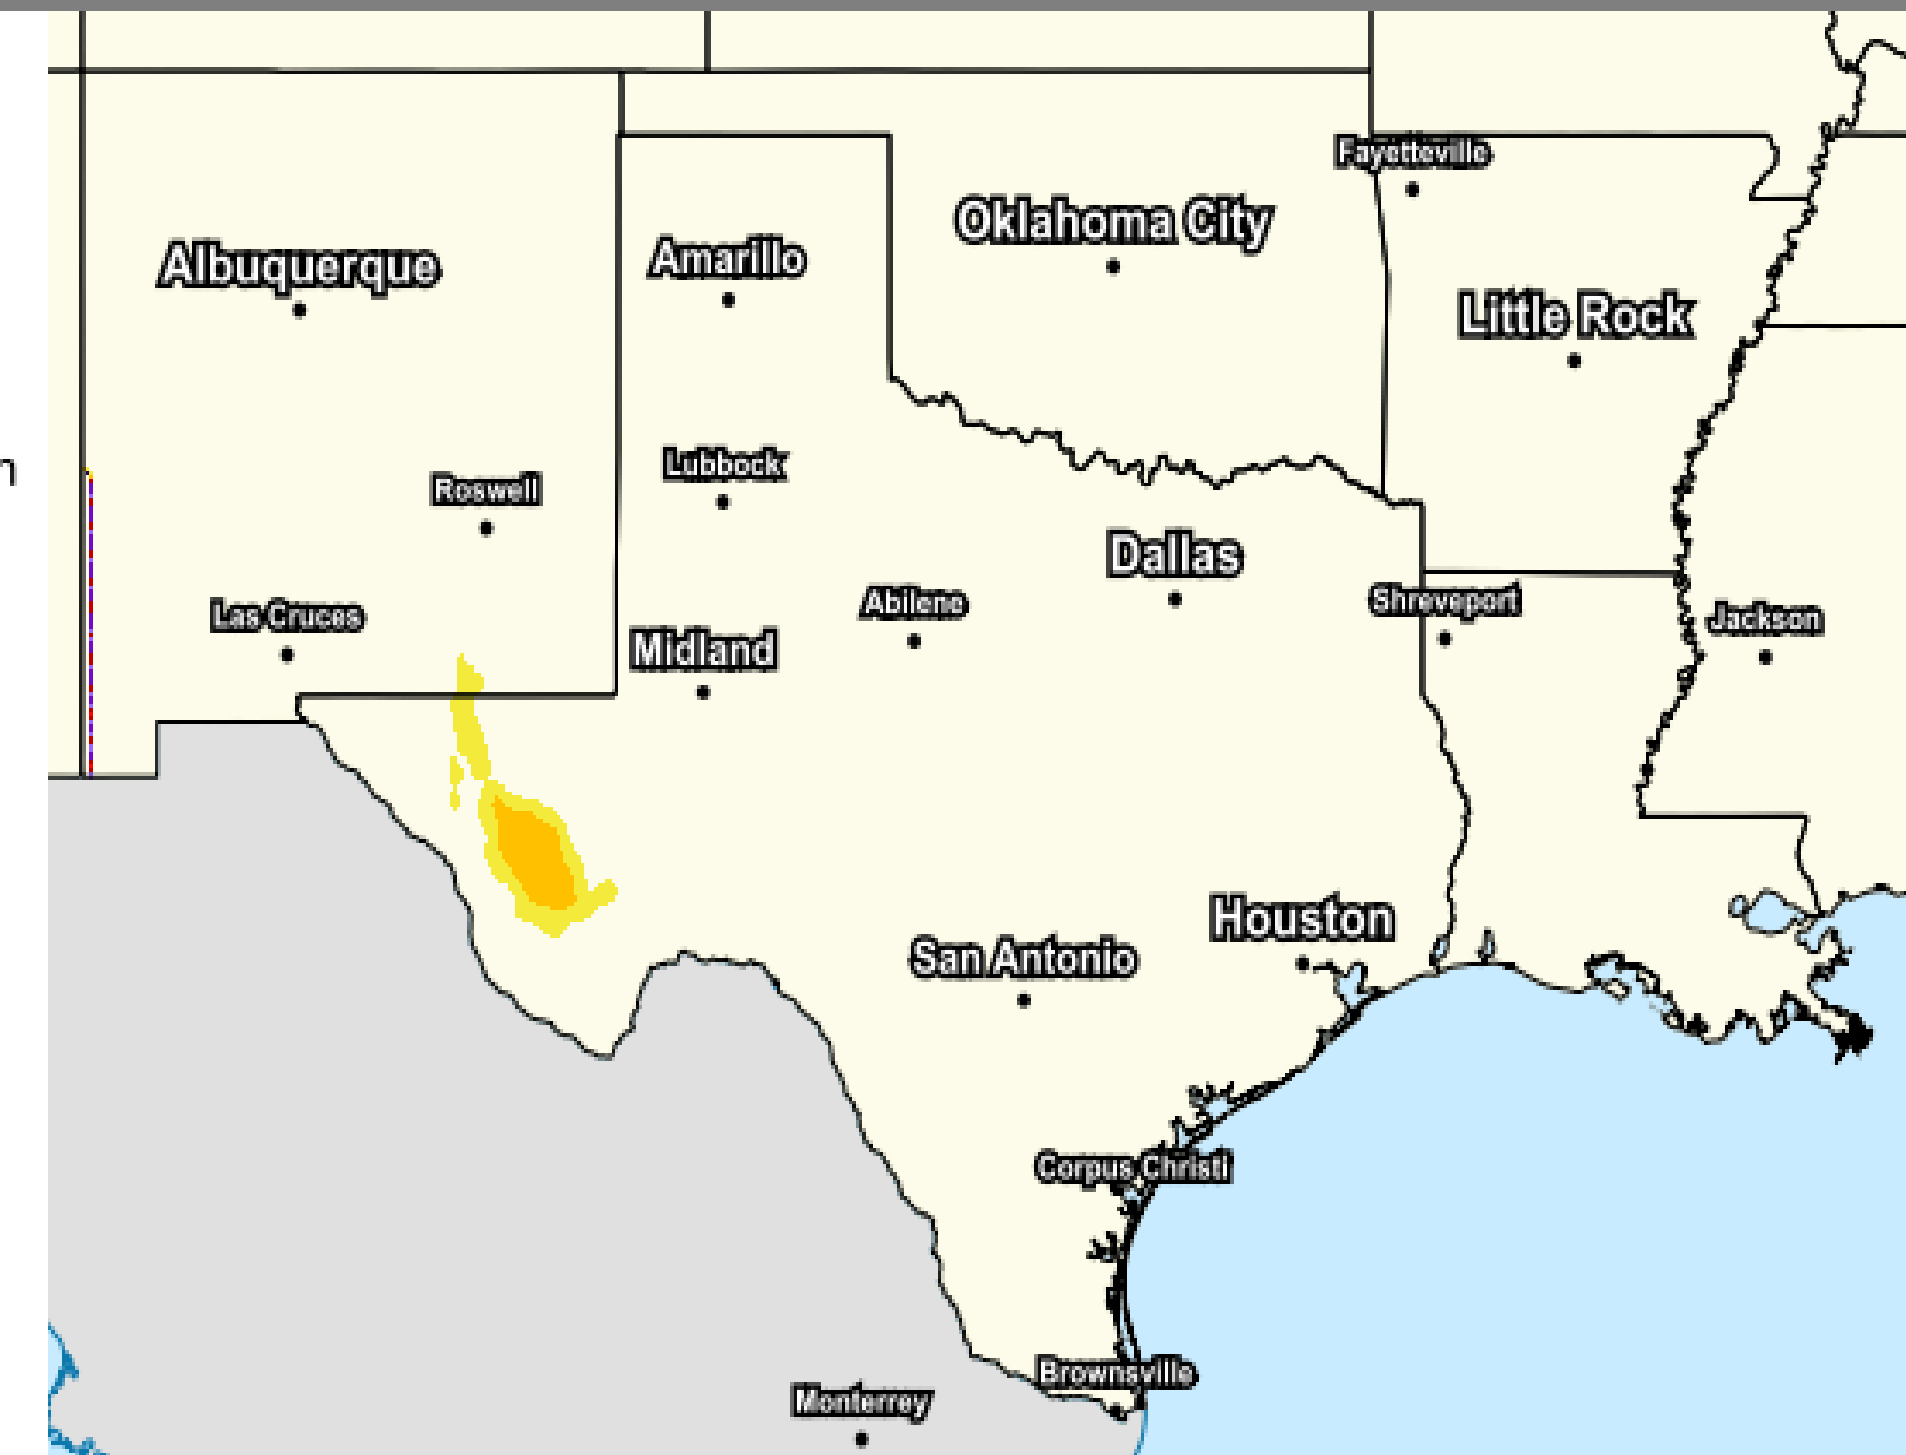 Fayetteville
Oklahoma City
Albuquerque
Amarillo
Little Rock
n
Roswell
Lubbock
Dallas
Las Cruces
Abilene
Shreveport
Jackson
Midland
Houston
San Antonio
Corpus Christi
Brownsville
Monterrey